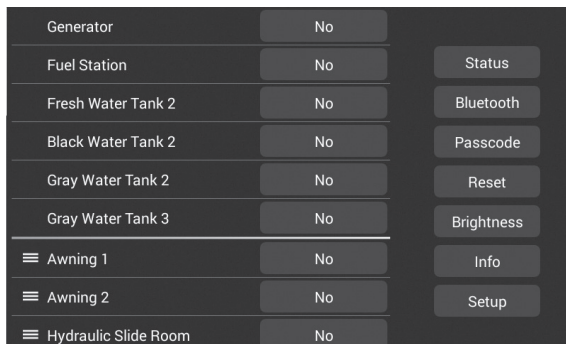 Generator No
Fuel Station No
Fresh Water Tank 2 No
Black Water Tank 2 No
Gray Water Tank 2 No
Gray Water Tank 3 No
Awning 1 No
Awning 2 No
Hydraulic Slide Room No
Status
Bluetooth
Passcode
Reset
Brightness
Info
Setup